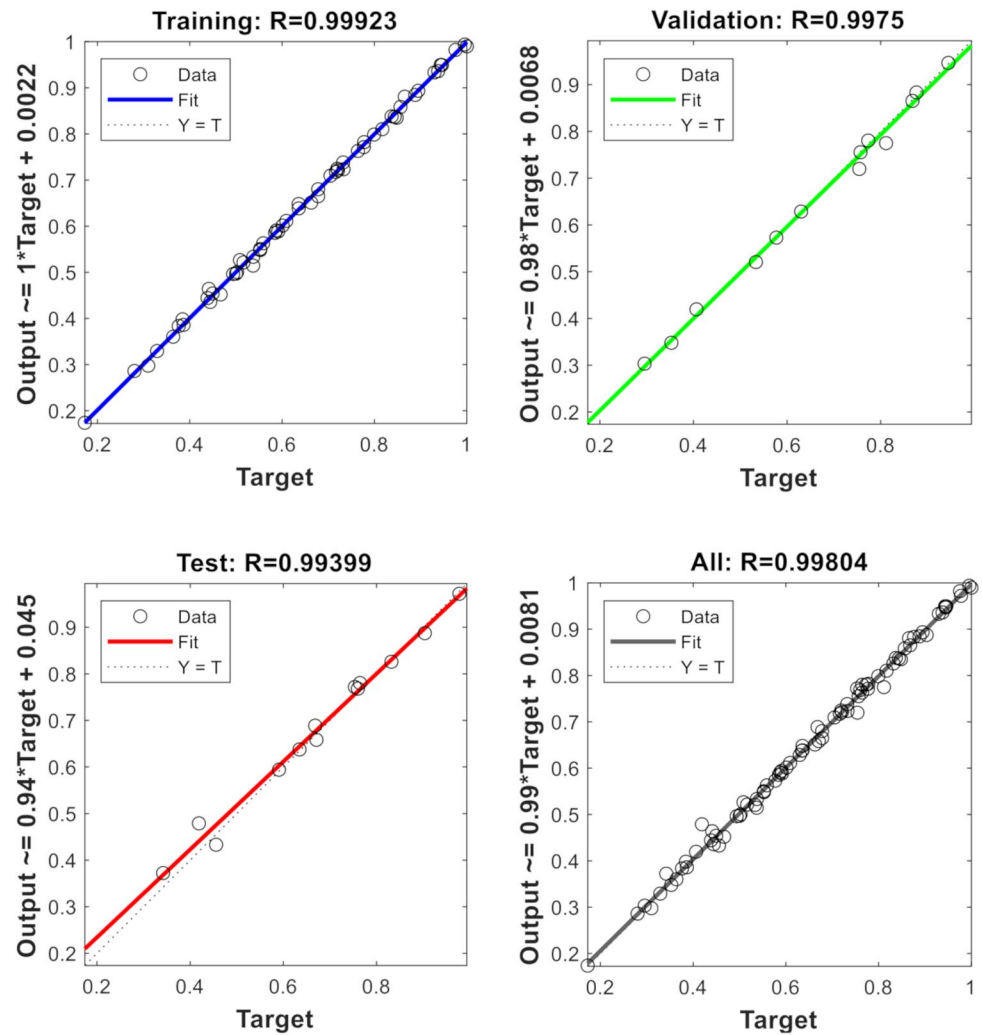 Training: R=0.99923
Output ~= 1*Target + 0.0022
1
0.9
0.8
0.7
0.6
0.5
0.4
0.3
0.2
Data
Fit
Y = T
0.2 0.4 0.6 0.8 1
Target
Validation: R=0.9975
Output ~= 0.98*Target + 0.0068
0.9
0.8
0.7
0.6
0.5
0.4
0.3
0.2
Data
Fit
Y = T
0.2 0.4 0.6 0.8
Target
Test: R=0.99399
Output ~= 0.94*Target + 0.045
0.9
0.8
0.7
0.6
0.5
0.4
0.3
0.2
Data
Fit
Y = T
0.2 0.4 0.6 0.8
Target
All: R=0.99804
Output ~= 0.99*Target + 0.0081
1
0.9
0.8
0.7
0.6
0.5
0.4
0.3
0.2
Data
Fit
Y = T
0.2 0.4 0.6 0.8 1
Target